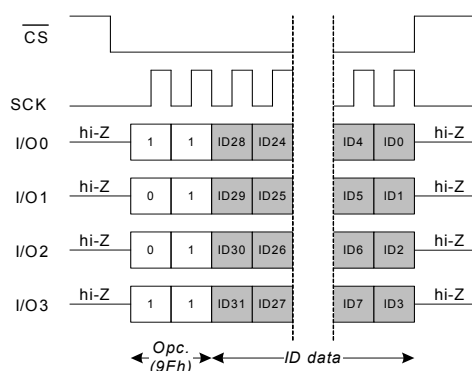 CS
SCK
I/O0 hi-Z 1 1 ID28 ID24 ID4 ID0 hi-Z
I/O1 hi-Z 0 1 ID29 ID25 ID5 ID1 hi-Z
I/O2 hi-Z 0 1 ID30 ID26 ID6 ID2 hi-Z
I/O3 hi-Z 1 1 ID31 ID27 ID7 ID3 hi-Z
Opc. ID data
(9Fh)